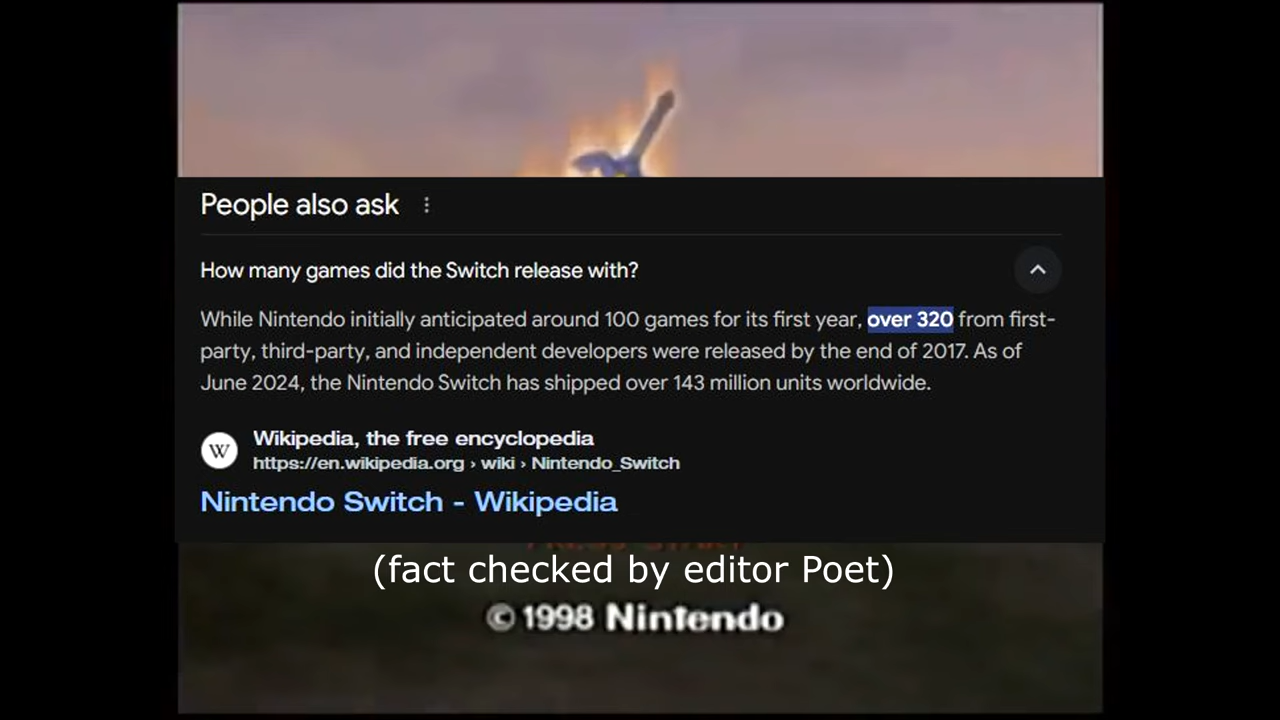 People also ask
How many games did the Switch release with?
While Nintendo initially anticipated around 100 games for its first year, over 320 from first-
party, third-party, and independent developers were released by the end of 2017. As of
June 2024, the Nintendo Switch has shipped over 143 million units worldwide.
W
Wikipedia, the free encyclopedia
https://en.wikipedia.org › wiki › Nintendo_Switch
Nintendo Switch - Wikipedia
(fact checked by editor Poet)
© 1998 Nintendo